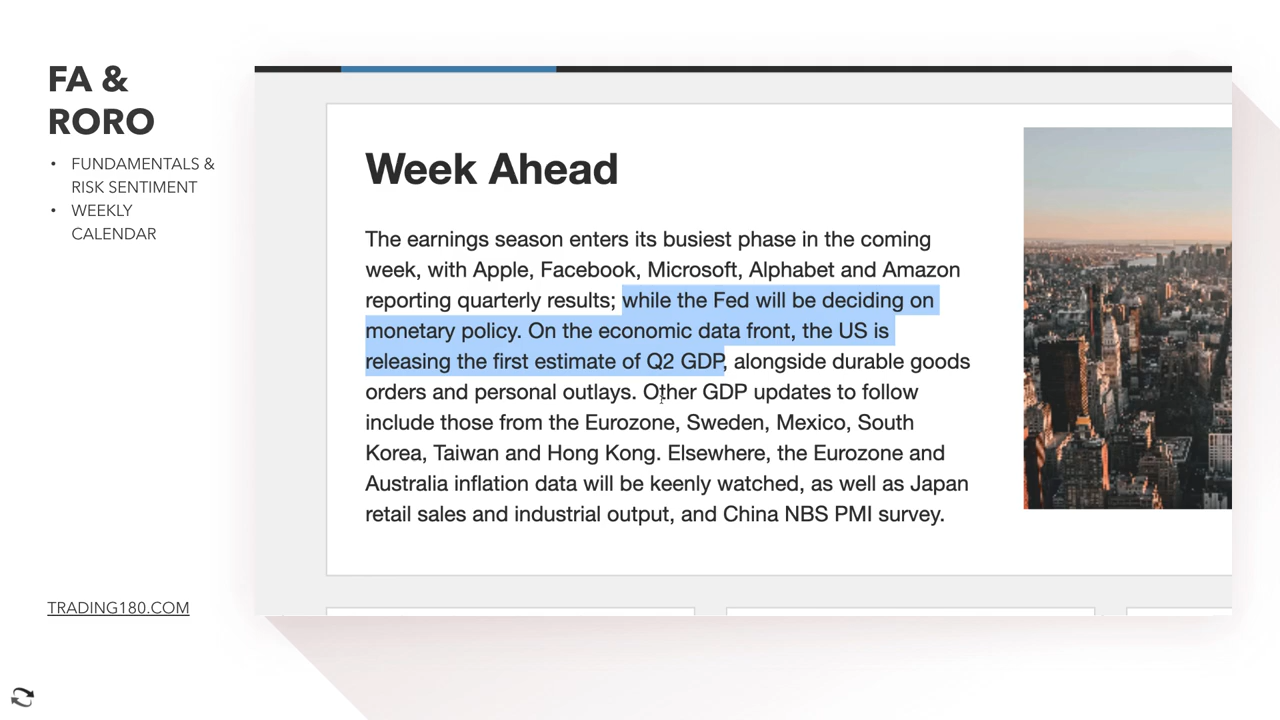 FA &
RORO
• FUNDAMENTALS &
RISK SENTIMENT
• WEEKLY
CALENDAR
Week Ahead
The earnings season enters its busiest phase in the coming
week, with Apple, Facebook, Microsoft, Alphabet and Amazon
reporting quarterly results; while the Fed will be deciding on
monetary policy. On the economic data front, the US is
releasing the first estimate of Q2 GDP, alongside durable goods
orders and personal outlays. Other GDP updates to follow
include those from the Eurozone, Sweden, Mexico, South
Korea, Taiwan and Hong Kong. Elsewhere, the Eurozone and
Australia inflation data will be keenly watched, as well as Japan
retail sales and industrial output, and China NBS PMI survey.
TRADING180.COM